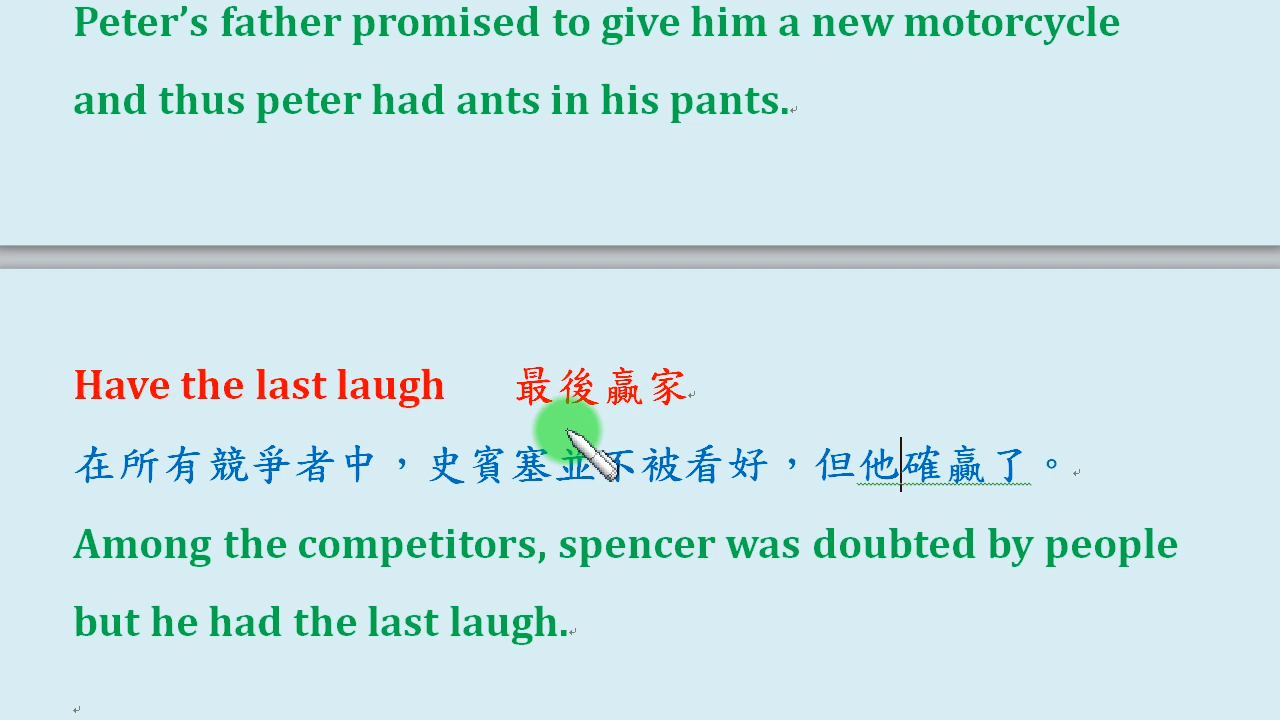 Peter’s father promised to give him a new motorcycle
and thus peter had ants in his pants.
Have the last laugh 最後贏家
在所有競爭者中，史賓塞並不被看好，但他確贏了。
Among the competitors, spencer was doubted by people
but he had the last laugh.